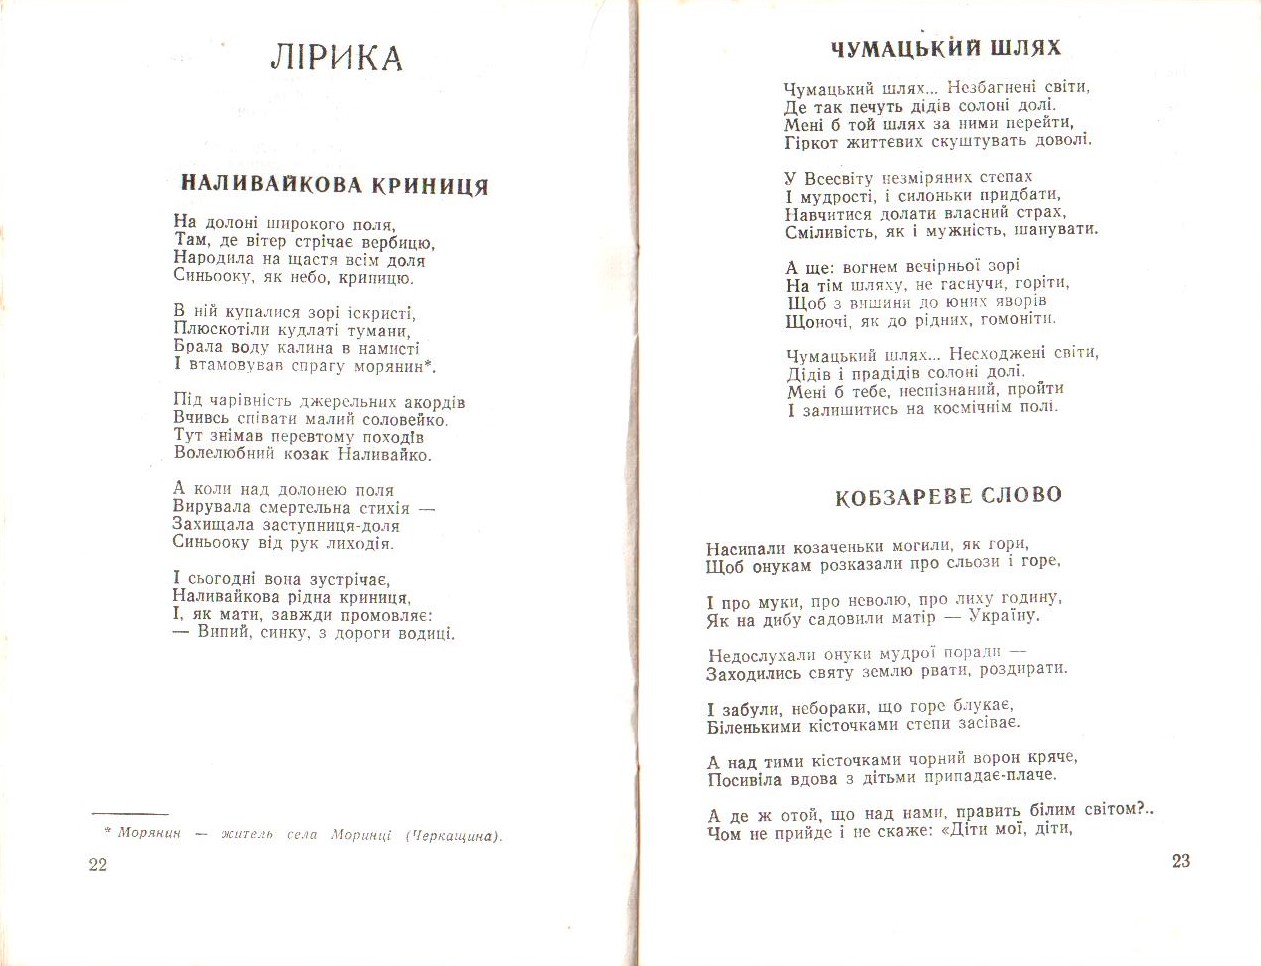 ЛІРИКА
НАЛИВАЙКОВА КРИНИЦЯ
На долоні широкого поля,
Там, де вітер стрічає вербицю,
Народила на щастя всім доля
Синьооку, як небо, криницю.
В ній купалися зорі іскристі,
Плюскотіли кудлаті тумани,
Брала воду калина в намисті
І втамовував спрагу морянин*.
Під чарівність джерельних акордів
Вчивсь співати малий соловейко.
Тут знімав перевтому походів
Волелюбний козак Наливайко.
А коли над долонею поля
Вирувала смертельна стихія —
Захищала заступниця-доля
Синьооку від рук лиходія.
І сьогодні вона зустрічає,
Наливайкова рідна криниця,
І, як мати, завжди промовляє:
— Випий, синку, з дороги водиці.
* Морянин — житель села Моринці (Черкащина).
22
ЧУМАЦЬКИЙ ШЛЯХ
Чумацький шлях... Незбагнені світи,
Де так печуть дідів солоні долі.
Мені б той шлях за ними перейти,
Гіркот життєвих скуштувать доволі.
У Всесвіту незміряних степах
І мудрості, і силоньки придбати,
Навчитися долати власний страх,
Сміливість, як і мужність, шанувати.
А ще: вогнем вечірньої зорі
На тім шляху, не гаснучи, горіти,
Щоб з вишини до юних яворів
Щоночі, як до рідних, гомоніти.
Чумацький шлях... Несходжені світи,
Дідів і прадідів солоні долі.
Мені б тебе, неспізнаний, пройти
І залишитись на космічнім полі.
КОБЗАРЕВЕ СЛОВО
Насипали козаченьки могили, як гори,
Щоб онукам розказали про сльози і горе,
І про муки, про неволю, про лиху годину,
Як на дибу садовили матір — Україну.
Недослухали онуки мудрої поради —
Заходились святу землю рвати, роздирати.
І забули, небораки, що горе блукає,
Біленькими кісточками степи засіває.
А над тими кісточками чорний ворон кряче,
Посивіла вдова з дітьми припадає-плаче.
А де ж отой, що над нами, править білим світом?..
Чом не прийде і не скаже: «Діти мої, діти,
23